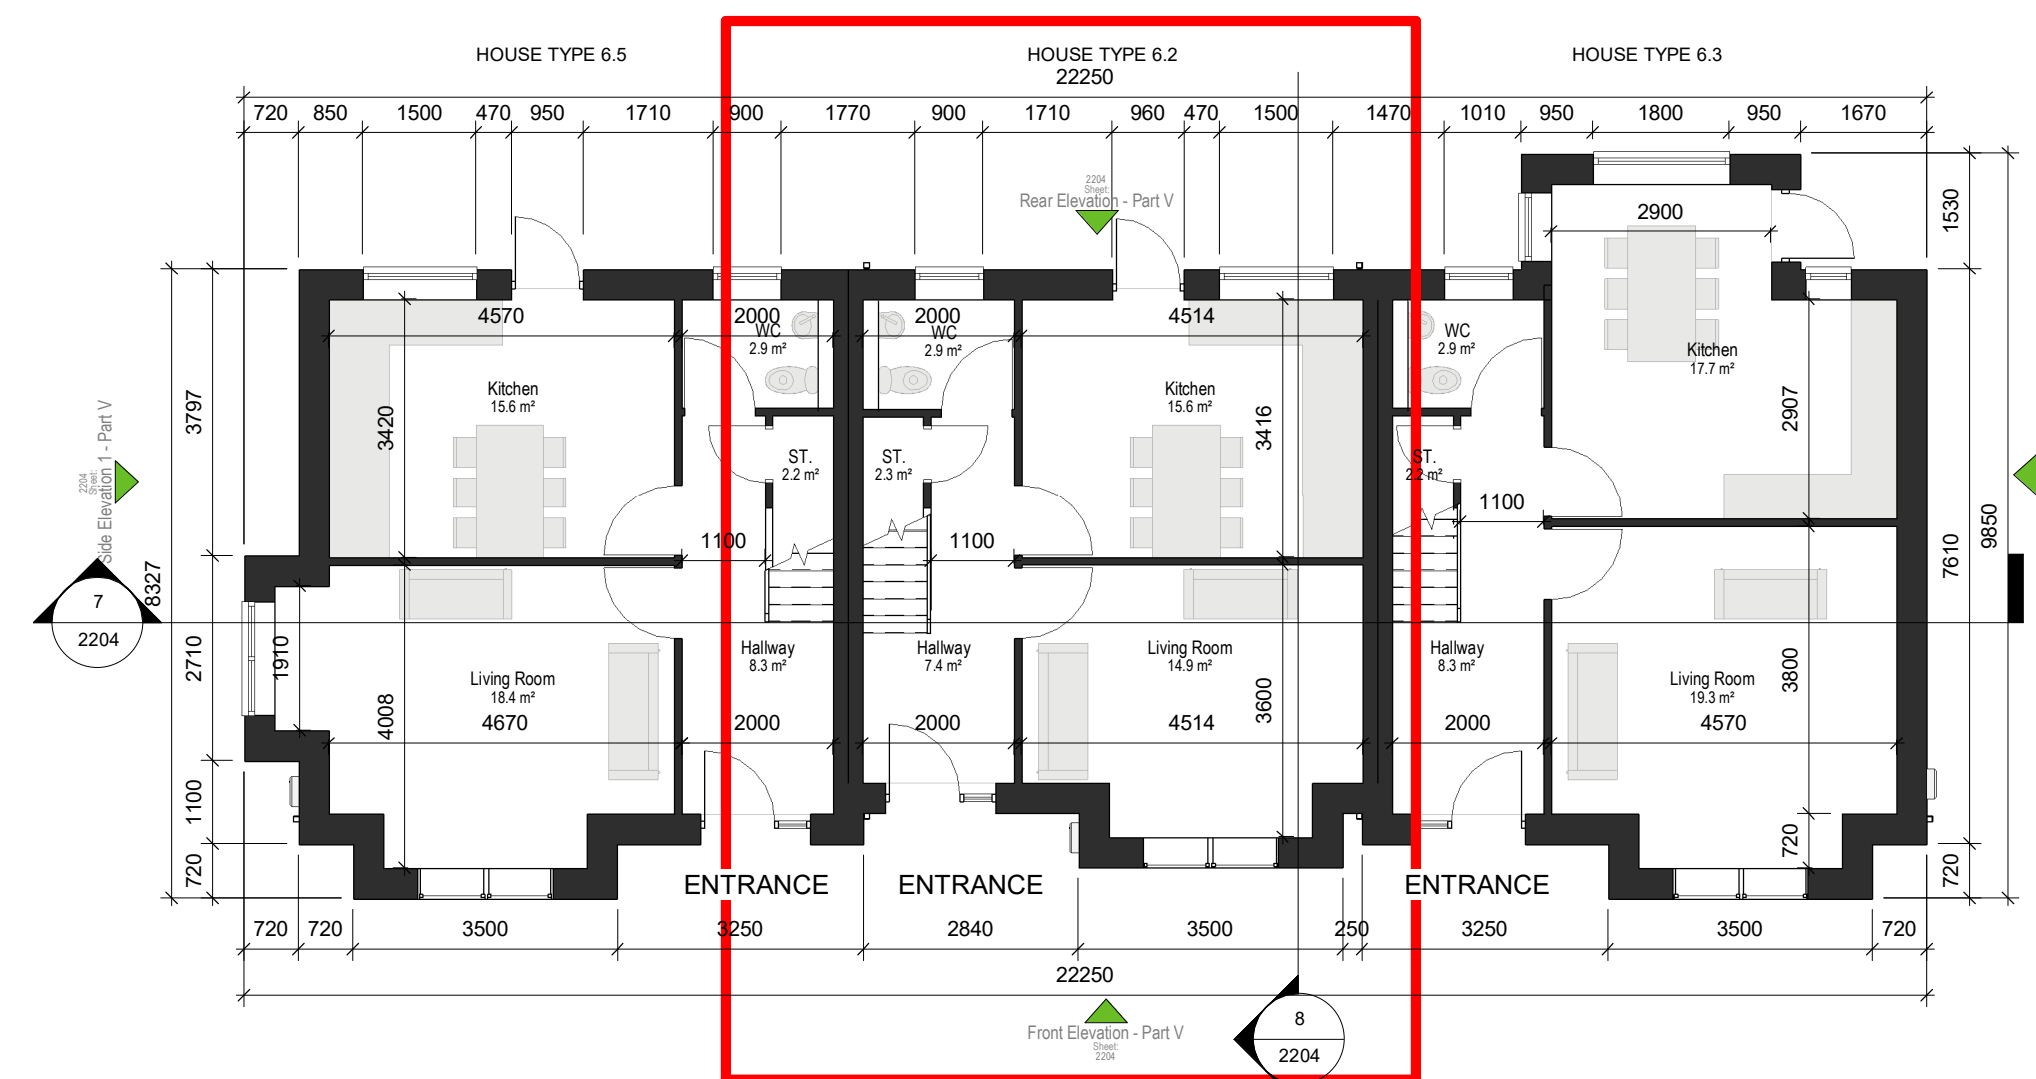 HOUSE TYPE 6.5
HOUSE TYPE 6.2
HOUSE TYPE 6.3
22250
720 850 1500 470 950 1710 900 1770 900 1710 960 470 1500 1470 1010 950 1800 950 1670
2204
Sheet:
Rear Elevation - Part V
2900
1530
4570
2000
2000
4514
WC
2.9 m²
WC
2.9 m²
WC
2.9 m²
Kitchen
17.7 m²
Kitchen
15.6 m²
Kitchen
15.6 m²
3797
3420
3416
2907
2204
Sheet:
Side Elevation 1 - Part V
ST.
2.2 m²
ST.
2.3 m²
ST.
2.2 m²
1100
1100
1100
9850
7610
8327
7
2204
2710
1910
Hallway
8.3 m²
Hallway
7.4 m²
Living Room
14.9 m²
Hallway
8.3 m²
Living Room
18.4 m²
Living Room
19.3 m²
4008
3600
3800
4670
2000
2000
4514
2000
4570
1100
720
720
720
ENTRANCE
ENTRANCE
ENTRANCE
720 720 3500 3250 2840 3500 250 3250 3500 720
22250
Front Elevation - Part V
Sheet:
2204
8
2204